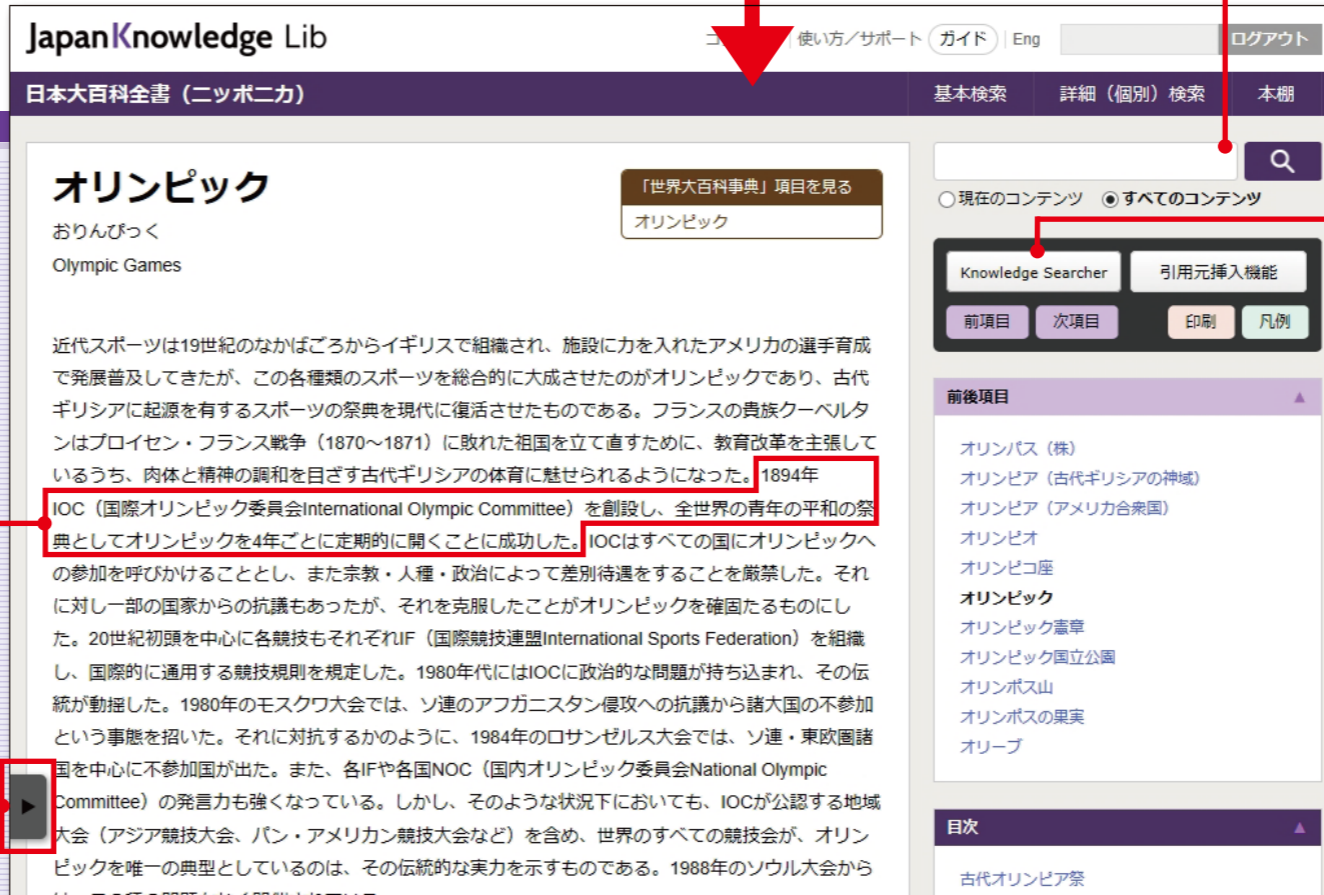 JapanKnowledge Lib
使い方／サポート ガイド Eng ログアウト
日本大百科全書（ニッポニカ）
基本検索 詳細（個別）検索 本棚
オリンピック
おりんぴっく
Olympic Games
「世界大百科事典」項目を見る
オリンピック
近代スポーツは19世紀のなかばごろからイギリスで組織され、施設に力を入れたアメリカの選手育成
で発展普及してきたが、この各種類のスポーツを総合的に大成させたのがオリンピックであり、古代
ギリシアに起源を有するスポーツの祭典を現代に復活させたものである。フランスの貴族クーベルタ
ンはプロイセン・フランス戦争（1870～1871）に敗れた祖国を立て直すために、教育改革を主張して
いるうち、肉体と精神の調和を目ざす古代ギリシアの体育に魅せられるようになった。1894年
IOC（国際オリンピック委員会International Olympic Committee）を創設し、全世界の青年の平和の祭
典としてオリンピックを4年ごとに定期的に開くことに成功した。IOCはすべての国にオリンピックへ
の参加を呼びかけることとし、また宗教・人種・政治によって差別待遇をすることを厳禁した。それ
に対し一部の国家からの抗議もあったが、それを克服したことがオリンピックを確固たるものにし
た。20世紀初頭を中心に各競技もそれぞれIF（国際競技連盟International Sports Federation）を組織
し、国際的に通用する競技規則を規定した。1980年代にはIOCに政治的な問題が持ち込まれ、その伝
統が動揺した。1980年のモスクワ大会では、ソ連のアフガニスタン侵攻への抗議から諸大国の不参加
という事態を招いた。それに対抗するかのように、1984年のロサンゼルス大会では、ソ連・東欧圏諸
国を中心に不参加国が出た。また、各IFや各国NOC（国内オリンピック委員会National Olympic
Committee）の発言力も強くなっている。しかし、そのような状況下においても、IOCが公認する地域
大会（アジア競技大会、パン・アメリカン競技大会など）を含め、世界のすべての競技会が、オリン
ピックを唯一の典型としているのは、その伝統的な実力を示すものである。1988年のソウル大会から
現在のコンテンツ すべてのコンテンツ
Knowledge Searcher 引用元挿入機能
前項目 次項目 印刷 凡例
前後項目
オリンパス（株）
オリンピア（古代ギリシアの神域）
オリンピア（アメリカ合衆国）
オリンピオ
オリンピコ座
オリンピック
オリンピック憲章
オリンピック国立公園
オリンポス山
オリンポスの果実
オリーブ
目次
古代オリンピア祭